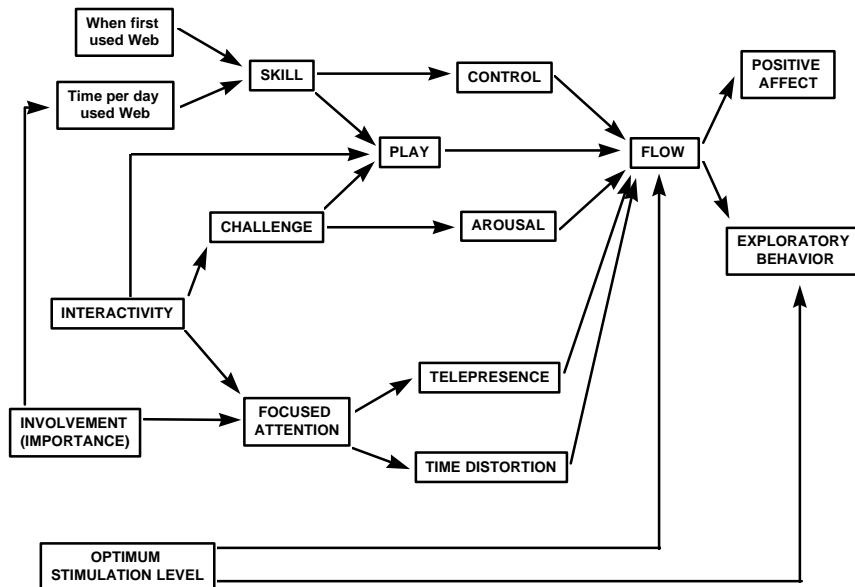 When first
used Web
SKILL
CONTROL
POSITIVE
AFFECT
Time per day
used Web
PLAY
FLOW
CHALLENGE
AROUSAL
EXPLORATORY
BEHAVIOR
INTERACTIVITY
TELEPRESENCE
INVOLVEMENT
(IMPORTANCE)
FOCUSED
ATTENTION
TIME DISTORTION
OPTIMUM
STIMULATION LEVEL